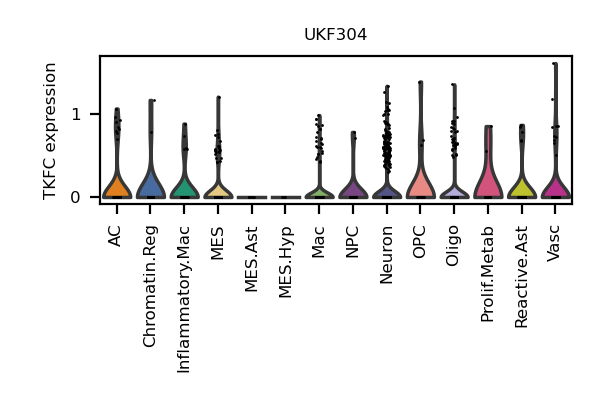 UKF304
TKFC expression
1
0
AC
Chromatin.Reg
Inflammatory.Mac
MES
MES.Ast
MES.Hyp
Mac
NPC
Neuron
OPC
Oligo
Prolif.Metab
Reactive.Ast
Vasc